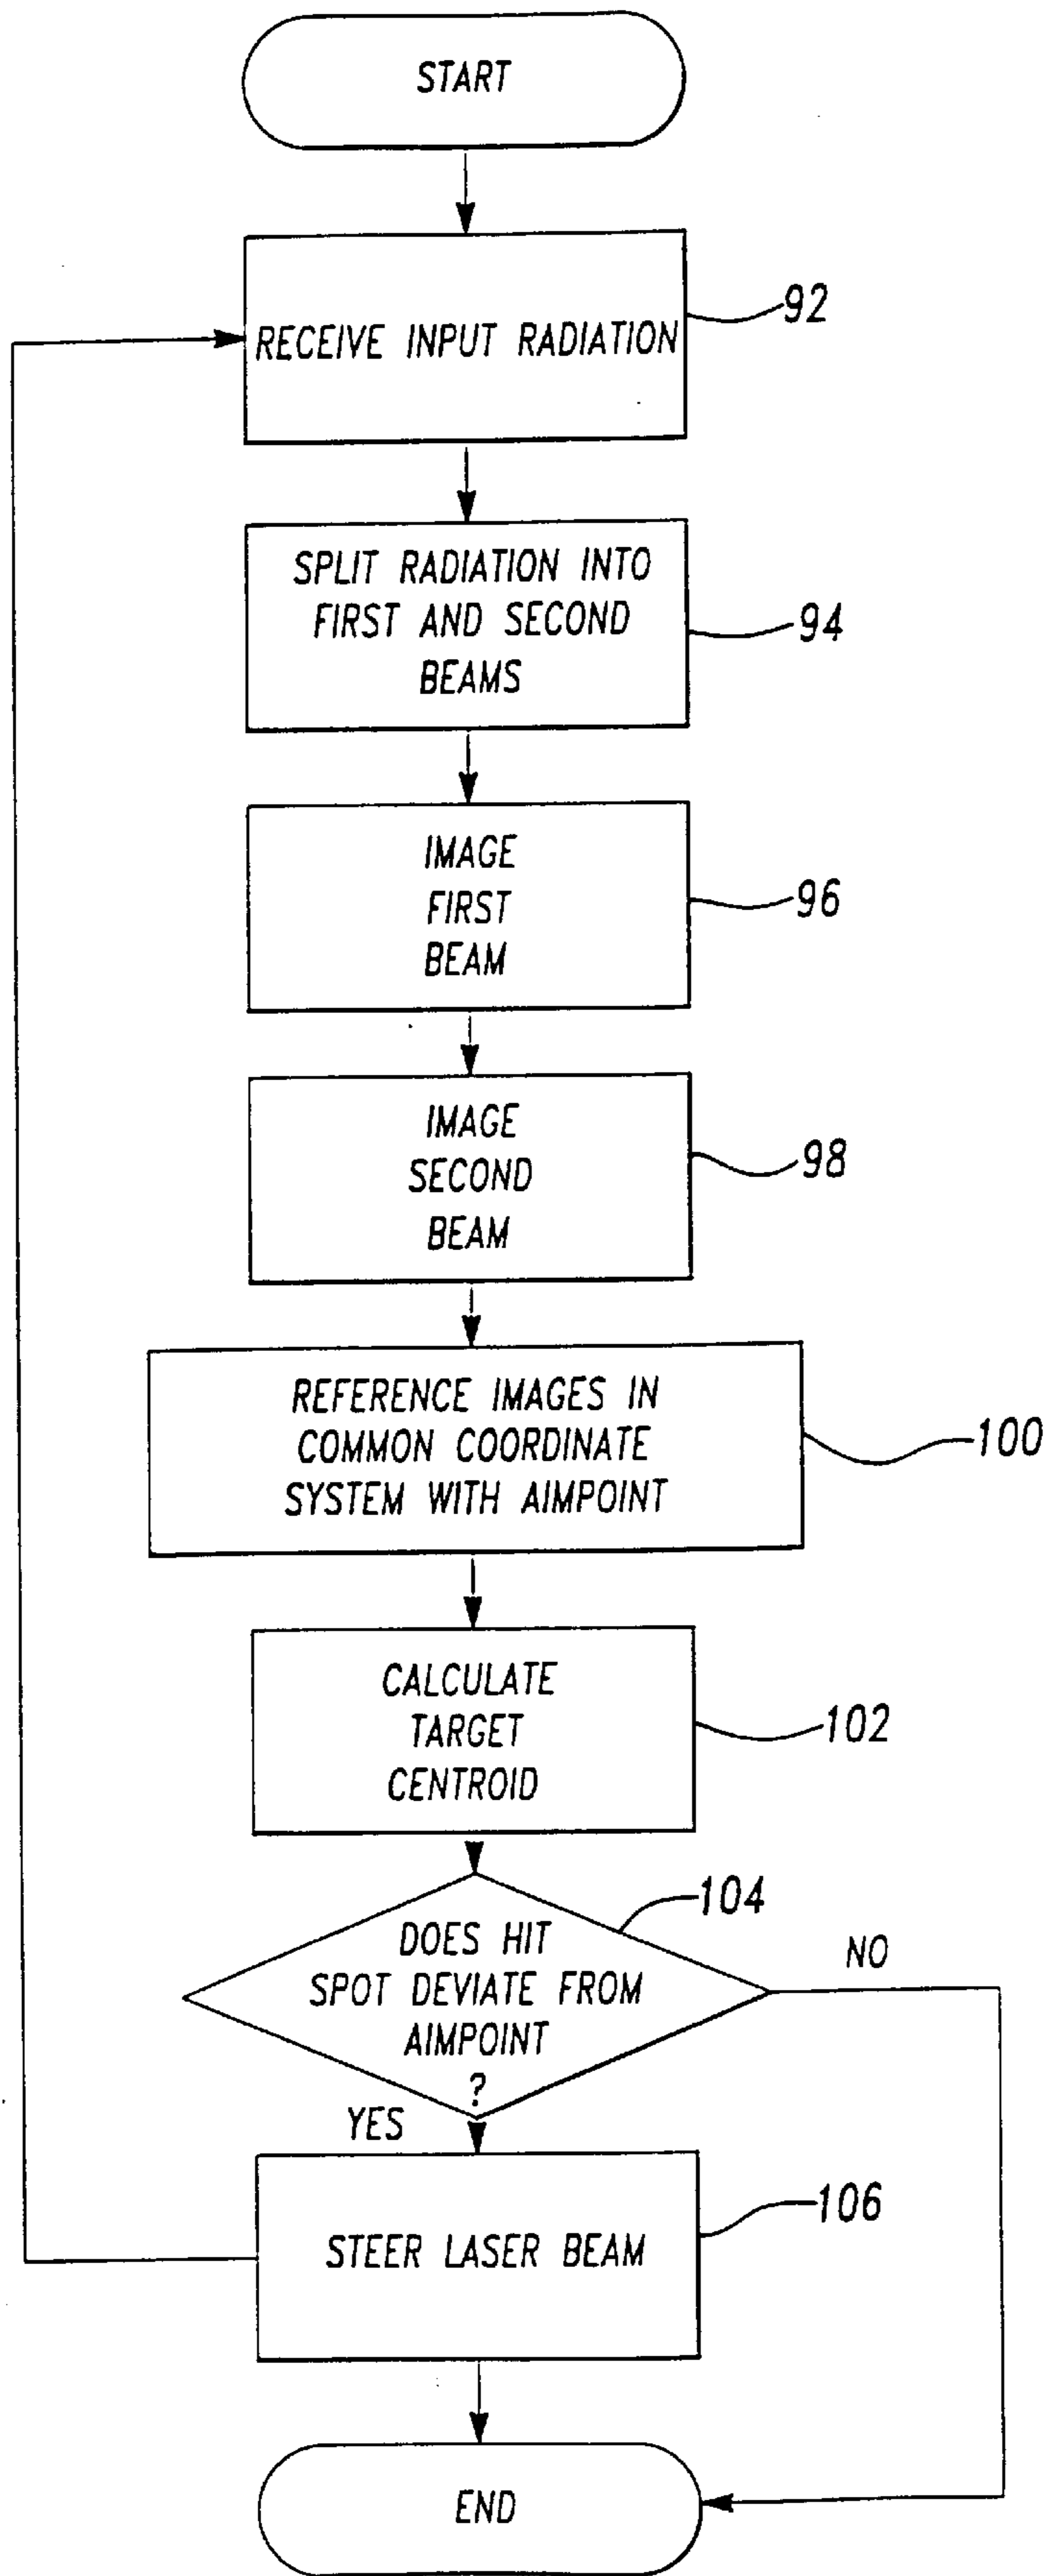 START
RECEIVE INPUT RADIATION
92
SPLIT RADIATION INTO
FIRST AND SECOND
BEAMS
94
IMAGE
FIRST
BEAM
96
IMAGE
SECOND
BEAM
98
REFERENCE IMAGES IN
COMMON COORDINATE
SYSTEM WITH AIMPOINT
100
CALCULATE
TARGET
CENTROID
102
DOES HIT
SPOT DEVIATE FROM
AIMPOINT
?
104
NO
YES
STEER LASER BEAM
106
END